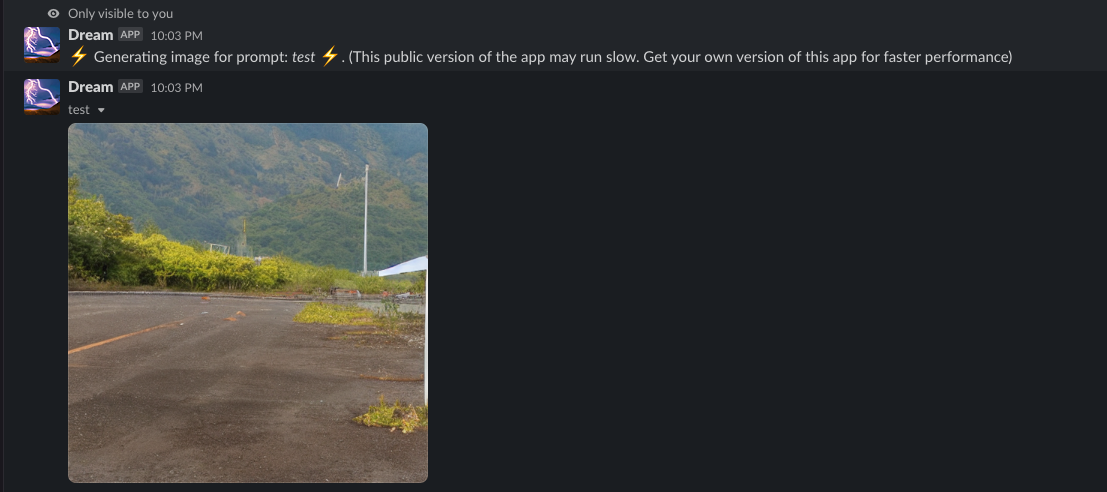 Only visible to you
Dream APP 10:03 PM
⚡ Generating image for prompt: test ⚡. (This public version of the app may run slow. Get your own version of this app for faster performance)
Dream APP 10:03 PM
test